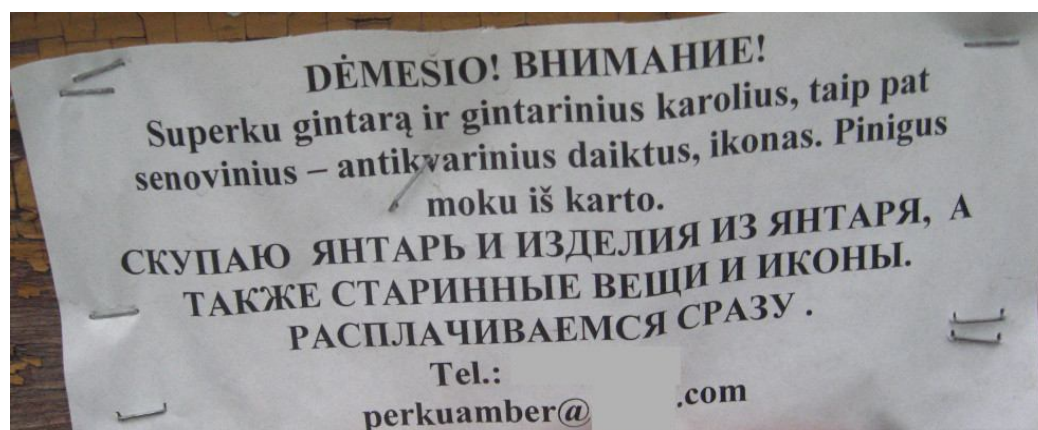 DĖMESIO! ВНИМАНИЕ!
Superku gintarą ir gintarinius karolius, taip pat
senovinius – antikvarinius daiktus, ikonas. Pinigus
moku iš karto.
СКУПАЮ ЯНТАРЬ И ИЗДЕЛИЯ ИЗ ЯНТАРЯ, А
ТАКЖЕ СТАРИННЫЕ ВЕЩИ И ИКОНЫ.
РАСПЛАЧИВАЕМСЯ СРАЗУ .
Tel.:
perkuamber@ .com